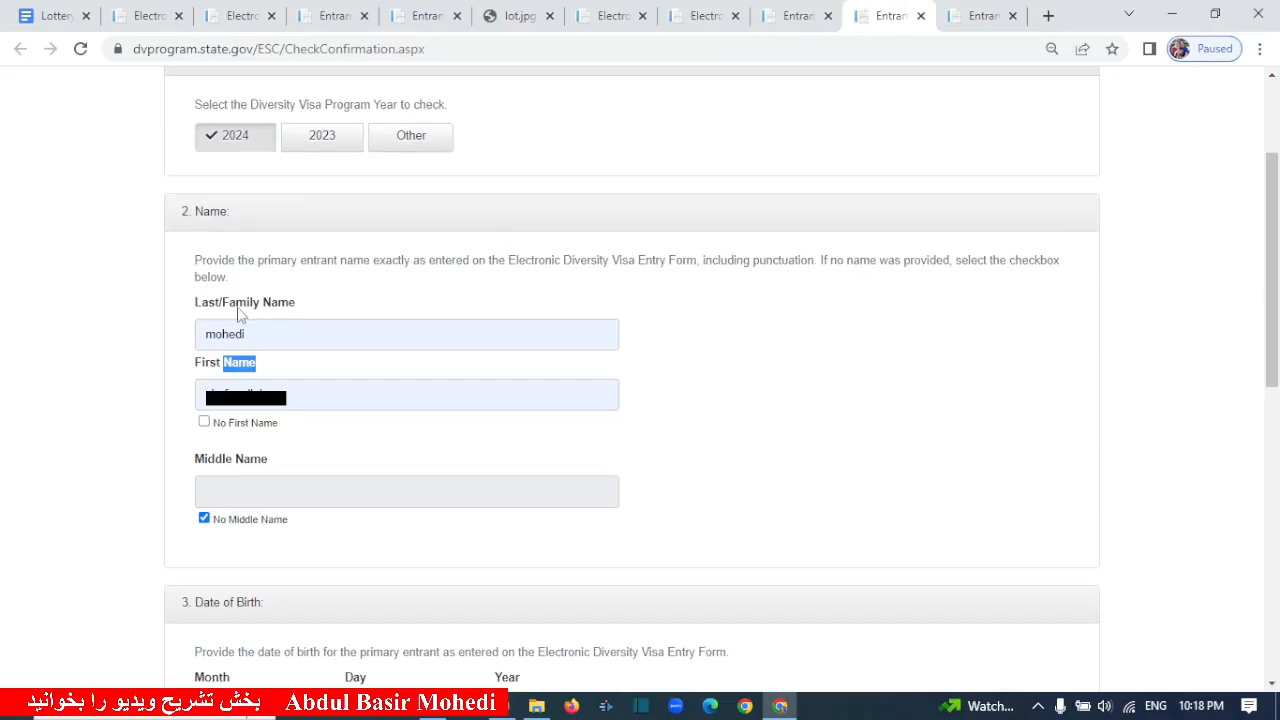 Lottery
Electro
Electro
Entran
Entran
lot.jpg
Electro
Electro
Entran
Entran
Entran
dvprogram.state.gov/ESC/CheckConfirmation.aspx
Paused
Select the Diversity Visa Program Year to check.
2024 2023 Other
2. Name:
Provide the primary entrant name exactly as entered on the Electronic Diversity Visa Entry Form, including punctuation. If no name was provided, select the checkbox
below.
Last/Family Name
mohedi
First Name
No First Name
Middle Name
No Middle Name
3. Date of Birth:
Provide the date of birth for the primary entrant as entered on the Electronic Diversity Visa Entry Form.
Month Day Year
بخش تشریح ویدیو را بخوانید Abdul Basir Mohedi
Watch... ENG 10:18 PM